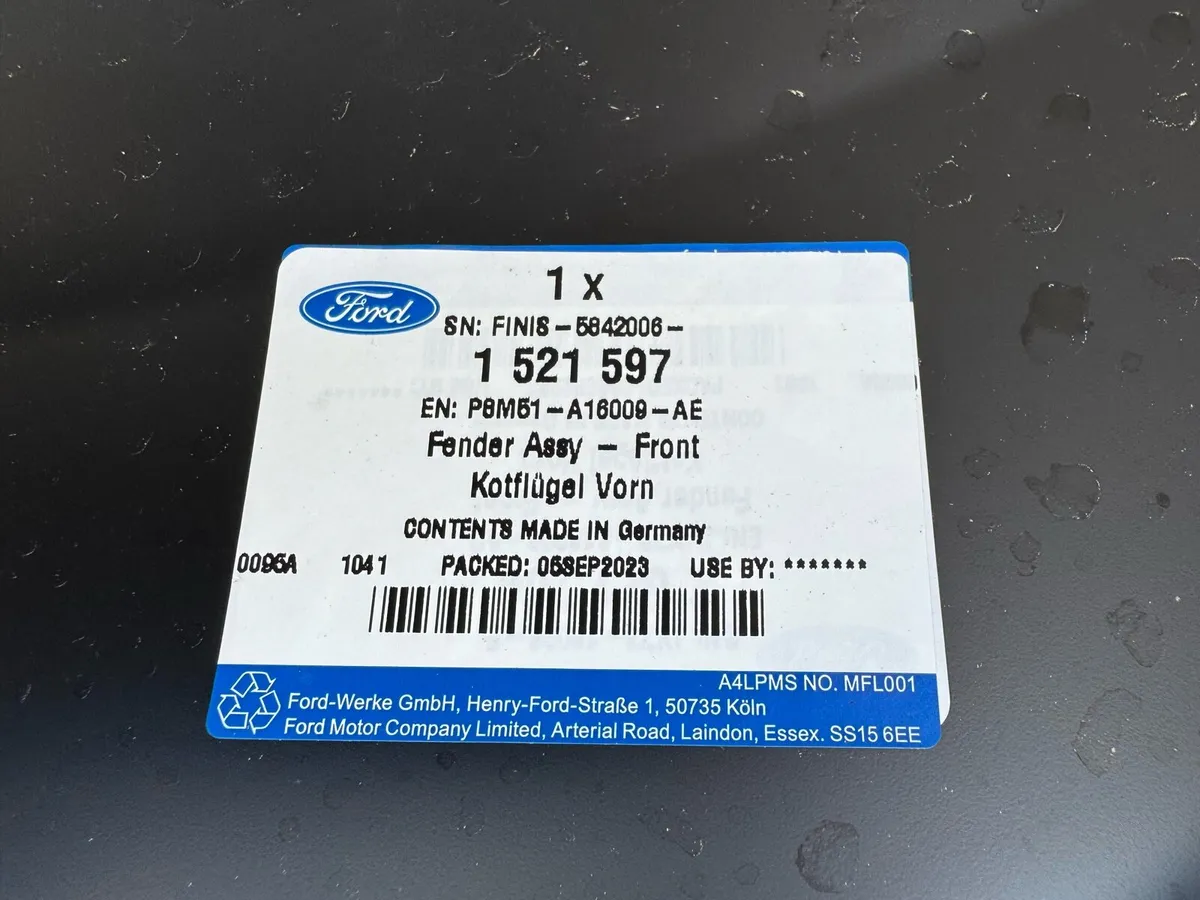 Ford
1 x
SN: FINIS-5842006-
1 521 597
EN: P8M51-A16009-AE
Fender Assy - Front
Kotflügel Vorn
CONTENTS MADE IN Germany
0095A 1041 PACKED: 05SEP2023 USE BY: *******
A4LPMS NO. MFL001
Ford-Werke GmbH, Henry-Ford-Straße 1, 50735 Köln
Ford Motor Company Limited, Arterial Road, Laindon, Essex. SS15 6EE